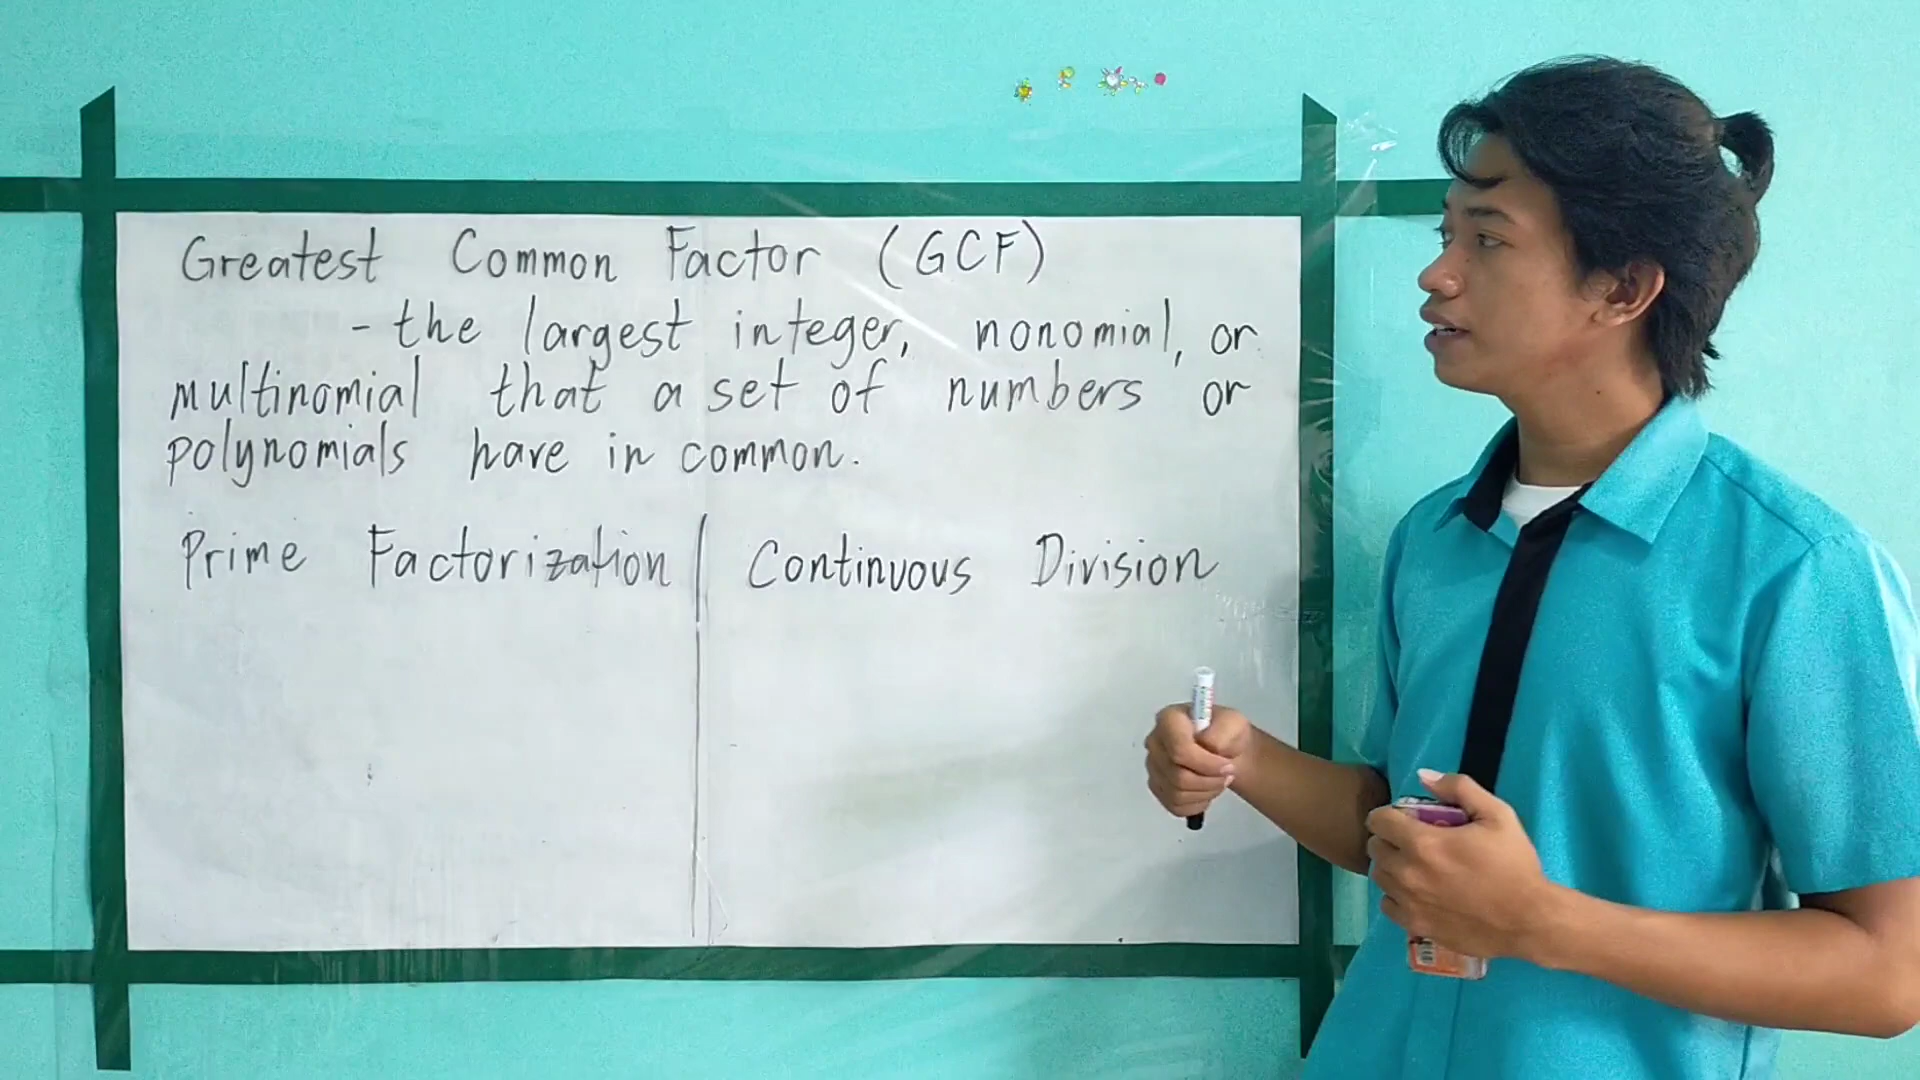 Greatest Common Factor (GCF)
- the largest integer, nonomial, or
multinomial that a set of numbers or
polynomials have in common.
Prime Factorization | Continuous Division